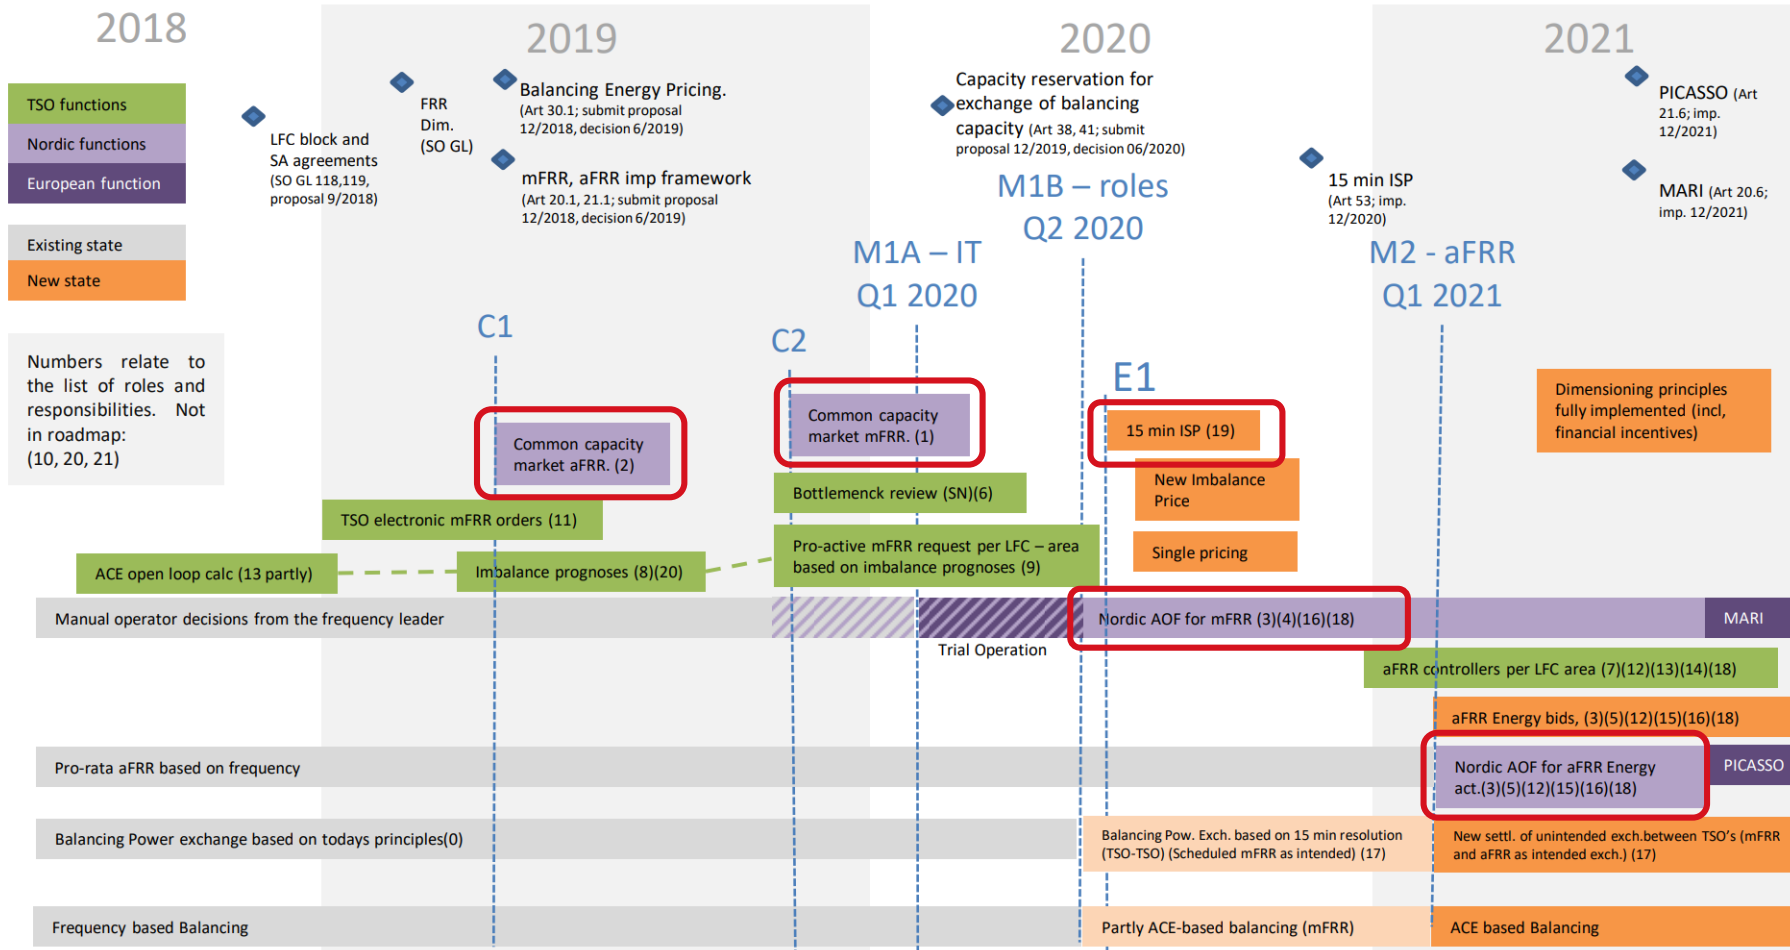 2018
2019
2020
2021
TSO functions
Nordic functions
European function
Existing state
New state
Numbers relate to
the list of roles and
responsibilities. Not
in roadmap:
(10, 20, 21)
LFC block and
SA agreements
(SO GL 118,119,
proposal 9/2018)
FRR
Dim.
(SO GL)
Balancing Energy Pricing.
(Art 30.1; submit proposal
12/2018, decision 6/2019)
mFRR, aFRR imp framework
(Art 20.1, 21.1; submit proposal
12/2018, decision 6/2019)
Capacity reservation for
exchange of balancing
capacity (Art 38, 41; submit
proposal 12/2019, decision 06/2020)
15 min ISP
(Art 53; imp.
12/2020)
PICASSO (Art
21.6; imp.
12/2021)
MARI (Art 20.6;
imp. 12/2021)
C1
C2
M1A – IT
Q1 2020
M1B – roles
Q2 2020
E1
M2 - aFRR
Q1 2021
Common capacity
market aFRR. (2)
Common capacity
market mFRR. (1)
15 min ISP (19)
Dimensioning principles
fully implemented (incl,
financial incentives)
New Imbalance
Price
Single pricing
Bottlemenck review (SN)(6)
TSO electronic mFRR orders (11)
Pro-active mFRR request per LFC – area
based on imbalance prognoses (9)
ACE open loop calc (13 partly)
Imbalance prognoses (8)(20)
Manual operator decisions from the frequency leader
Trial Operation
Nordic AOF for mFRR (3)(4)(16)(18)
MARI
aFRR controllers per LFC area (7)(12)(13)(14)(18)
aFRR Energy bids, (3)(5)(12)(15)(16)(18)
Pro-rata aFRR based on frequency
Nordic AOF for aFRR Energy
act.(3)(5)(12)(15)(16)(18)
PICASSO
Balancing Power exchange based on todays principles(0)
Balancing Pow. Exch. based on 15 min resolution
(TSO-TSO) (Scheduled mFRR as intended) (17)
New settl. of unintended exch.between TSO's (mFRR
and aFRR as intended exch.) (17)
Frequency based Balancing
Partly ACE-based balancing (mFRR)
ACE based Balancing